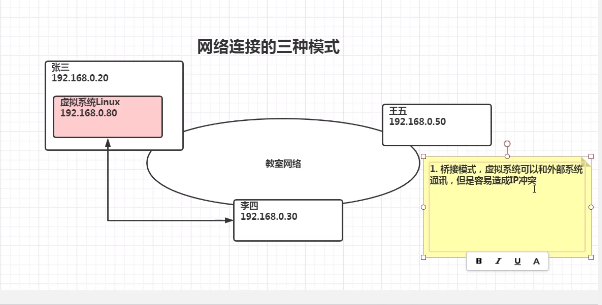 网络连接的三种模式
张三
192.168.0.20
虚拟系统Linux
192.168.0.80
王五
192.168.0.50
教室网络
1. 桥接模式，虚拟系统可以和外部系统
通讯，但是容易造成IP冲突
李四
192.168.0.30
B I U A